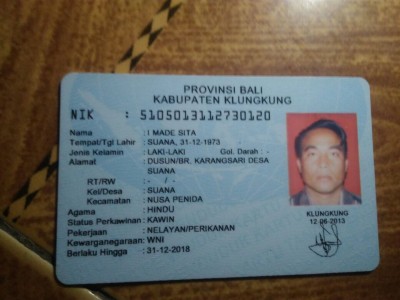 PROVINSI BALI
KABUPATEN KLUNGKUNG
NIK : 5105013112730120
Nama : I MADE SITA
Tempat/Tgl Lahir : SUANA, 31-12-1973
Jenis Kelamin : LAKI-LAKI Gol. Darah : -
Alamat : DUSUN/BR. KARANGSARI DESA
SUANA
RT/RW : - / -
Kel/Desa : SUANA
Kecamatan : NUSA PENIDA
Agama : HINDU
Status Perkawinan : KAWIN
Pekerjaan : NELAYAN/PERIKANAN
Kewarganegaraan : WNI
Berlaku Hingga : 31-12-2018
KLUNGKUNG
12-06-2013